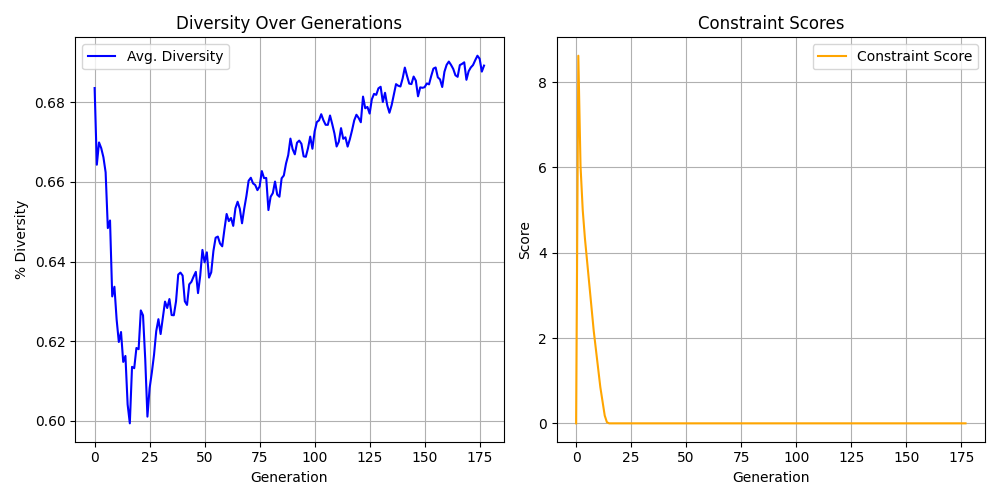 Diversity Over Generations
Avg. Diversity
% Diversity
0.68
0.66
0.64
0.62
0.60
0 25 50 75 100 125 150 175
Generation
Constraint Scores
Constraint Score
Score
8
6
4
2
0
0 25 50 75 100 125 150 175
Generation